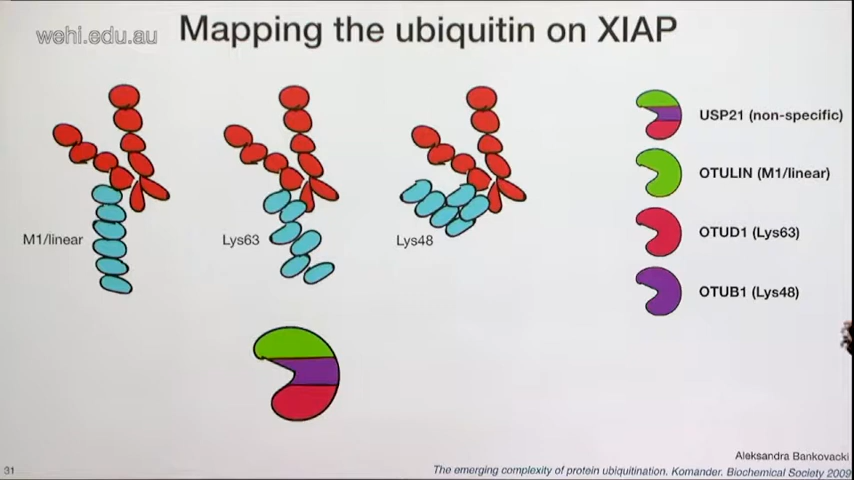 wehi.edu.au
Mapping the ubiquitin on XIAP
USP21 (non-specific)
OTULIN (M1/linear)
M1/linear
Lys63
Lys48
OTUD1 (Lys63)
OTUB1 (Lys48)
Aleksandra Bankovacki
31
The emerging complexity of protein ubiquitination. Komander. Biochemical Society 2009